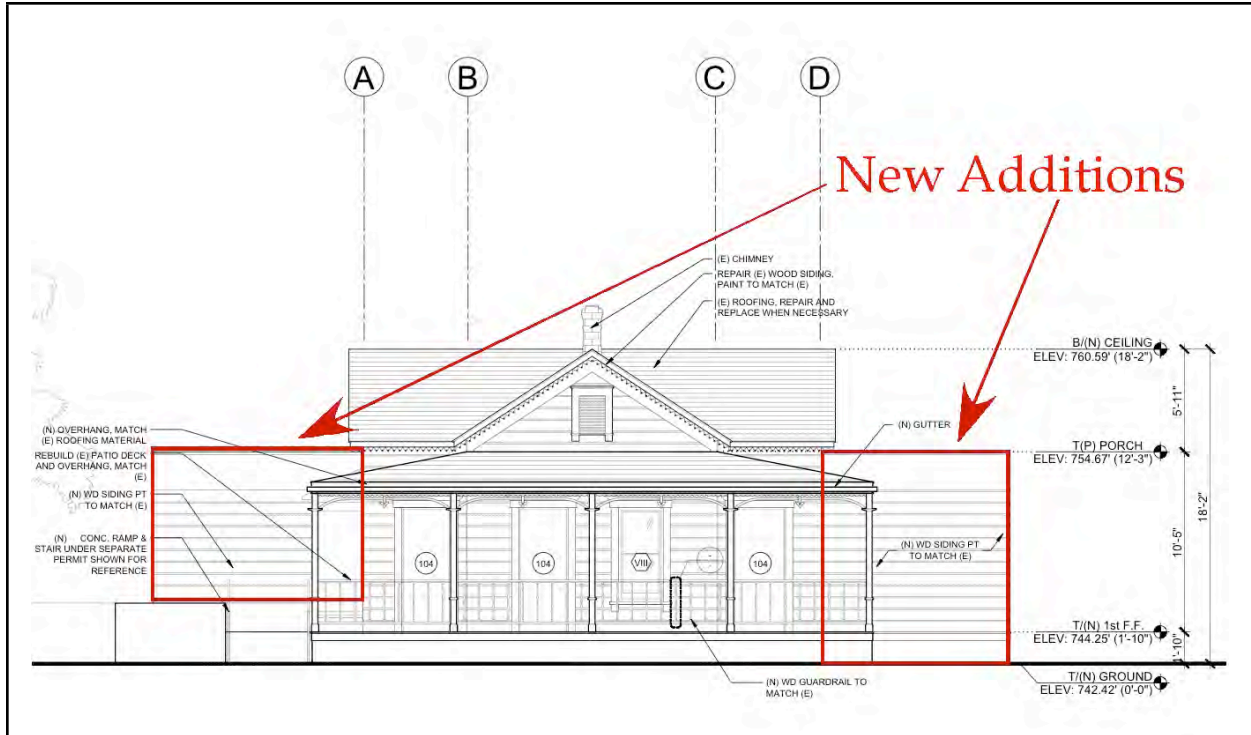 A
B
C
D
New Additions
(E) CHIMNEY
REPAIR (E) WOOD SIDING,
PAINT TO MATCH (E)
(E) ROOFING, REPAIR AND
REPLACE WHEN NECESSARY
B/(N) CEILING
ELEV: 760.59' (18'-2")
5'-11"
(N) OVERHANG, MATCH
(E) ROOFING MATERIAL
REBUILD (E) PATIO DECK
AND OVERHANG, MATCH
(E)
(N) WD SIDING PT
TO MATCH (E)
(N) CONC. RAMP &
STAIR UNDER SEPARATE
PERMIT SHOWN FOR
REFERENCE
(N) GUTTER
T(P) PORCH
ELEV: 754.67' (12'-3")
18'-2"
10'-5"
(N) WD SIDING PT
TO MATCH (E)
104
104
VIII
104
T/(N) 1st F.F.
ELEV: 744.25' (1'-10")
1'-10"
(N) WD GUARDRAIL TO
MATCH (E)
T/(N) GROUND
ELEV: 742.42' (0'-0")